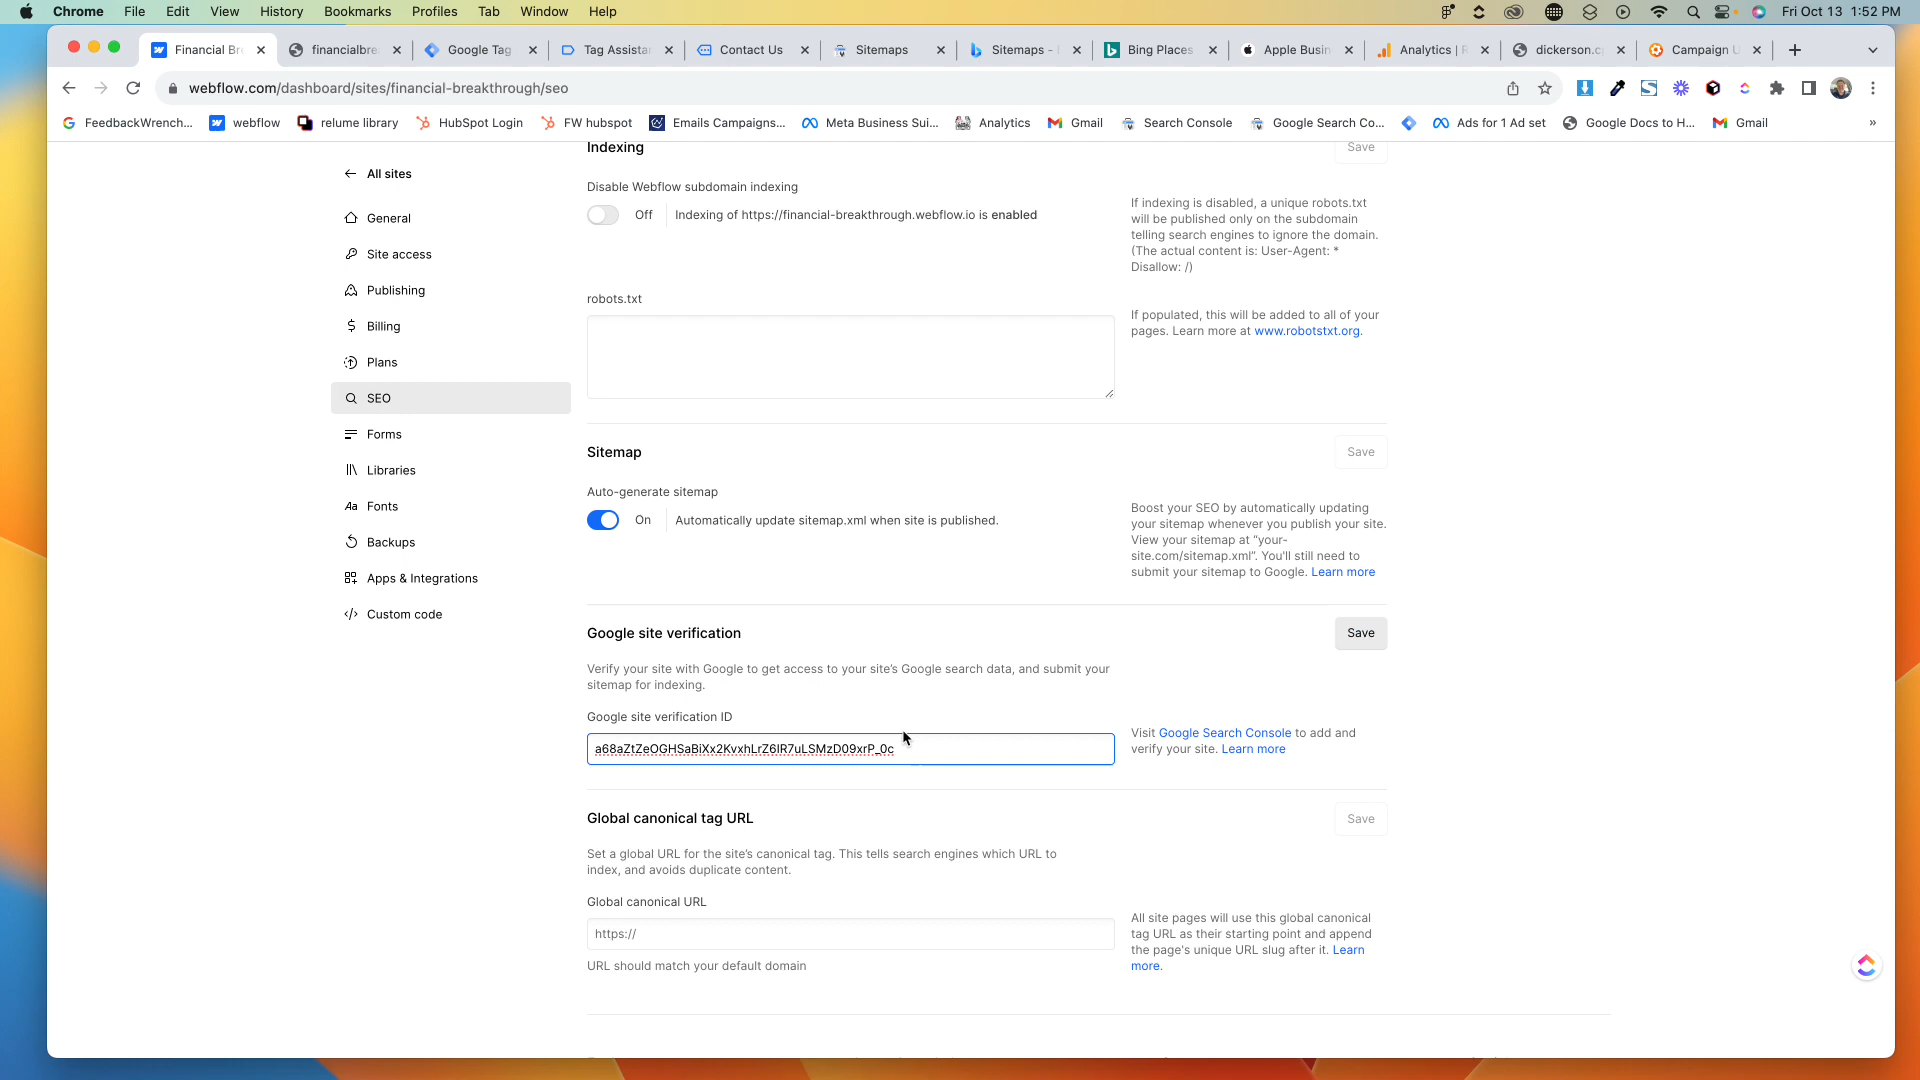 Chrome File Edit View History Bookmarks Profiles Tab Window Help Fri Oct 13 1:52 PM
Financial Br Google Tag Tag Assista Contact Us Sitemaps Sitemaps - Bing Places Apple Busin Analytics | Campaign U
webflow.com/dashboard/sites/financial-breakthrough/seo
FeedbackWrench... webflow relume library HubSpot Login FW hubspot Emails Campaigns... Meta Business Sui... Analytics Gmail Search Console Google Search Co... Ads for 1 Ad set Google Docs to H... Gmail »
All sites
General
Site access
Publishing
Billing
Plans
SEO
Forms
Libraries
Fonts
Backups
Apps & Integrations
Custom code
Indexing
Save
Disable Webflow subdomain indexing
Off Indexing of https://financial-breakthrough.webflow.io is enabled
If indexing is disabled, a unique robots.txt
will be published only on the subdomain
telling search engines to ignore the domain.
(The actual content is: User-Agent: *
Disallow: /)
robots.txt
If populated, this will be added to all of your
pages. Learn more at www.robotstxt.org.
Sitemap
Save
Auto-generate sitemap
On Automatically update sitemap.xml when site is published.
Boost your SEO by automatically updating
your sitemap whenever you publish your site.
View your sitemap at “your-
site.com/sitemap.xml”. You'll still need to
submit your sitemap to Google. Learn more
Google site verification
Save
Verify your site with Google to get access to your site’s Google search data, and submit your
sitemap for indexing.
Google site verification ID
a68aZtZeOGHSaBiXx2KvxhLrZ6IR7uLSMzD09xrP_0c
Visit Google Search Console to add and
verify your site. Learn more
Global canonical tag URL
Save
Set a global URL for the site’s canonical tag. This tells search engines which URL to
index, and avoids duplicate content.
Global canonical URL
https://
URL should match your default domain
All site pages will use this global canonical
tag URL as their starting point and append
the page's unique URL slug after it. Learn
more.